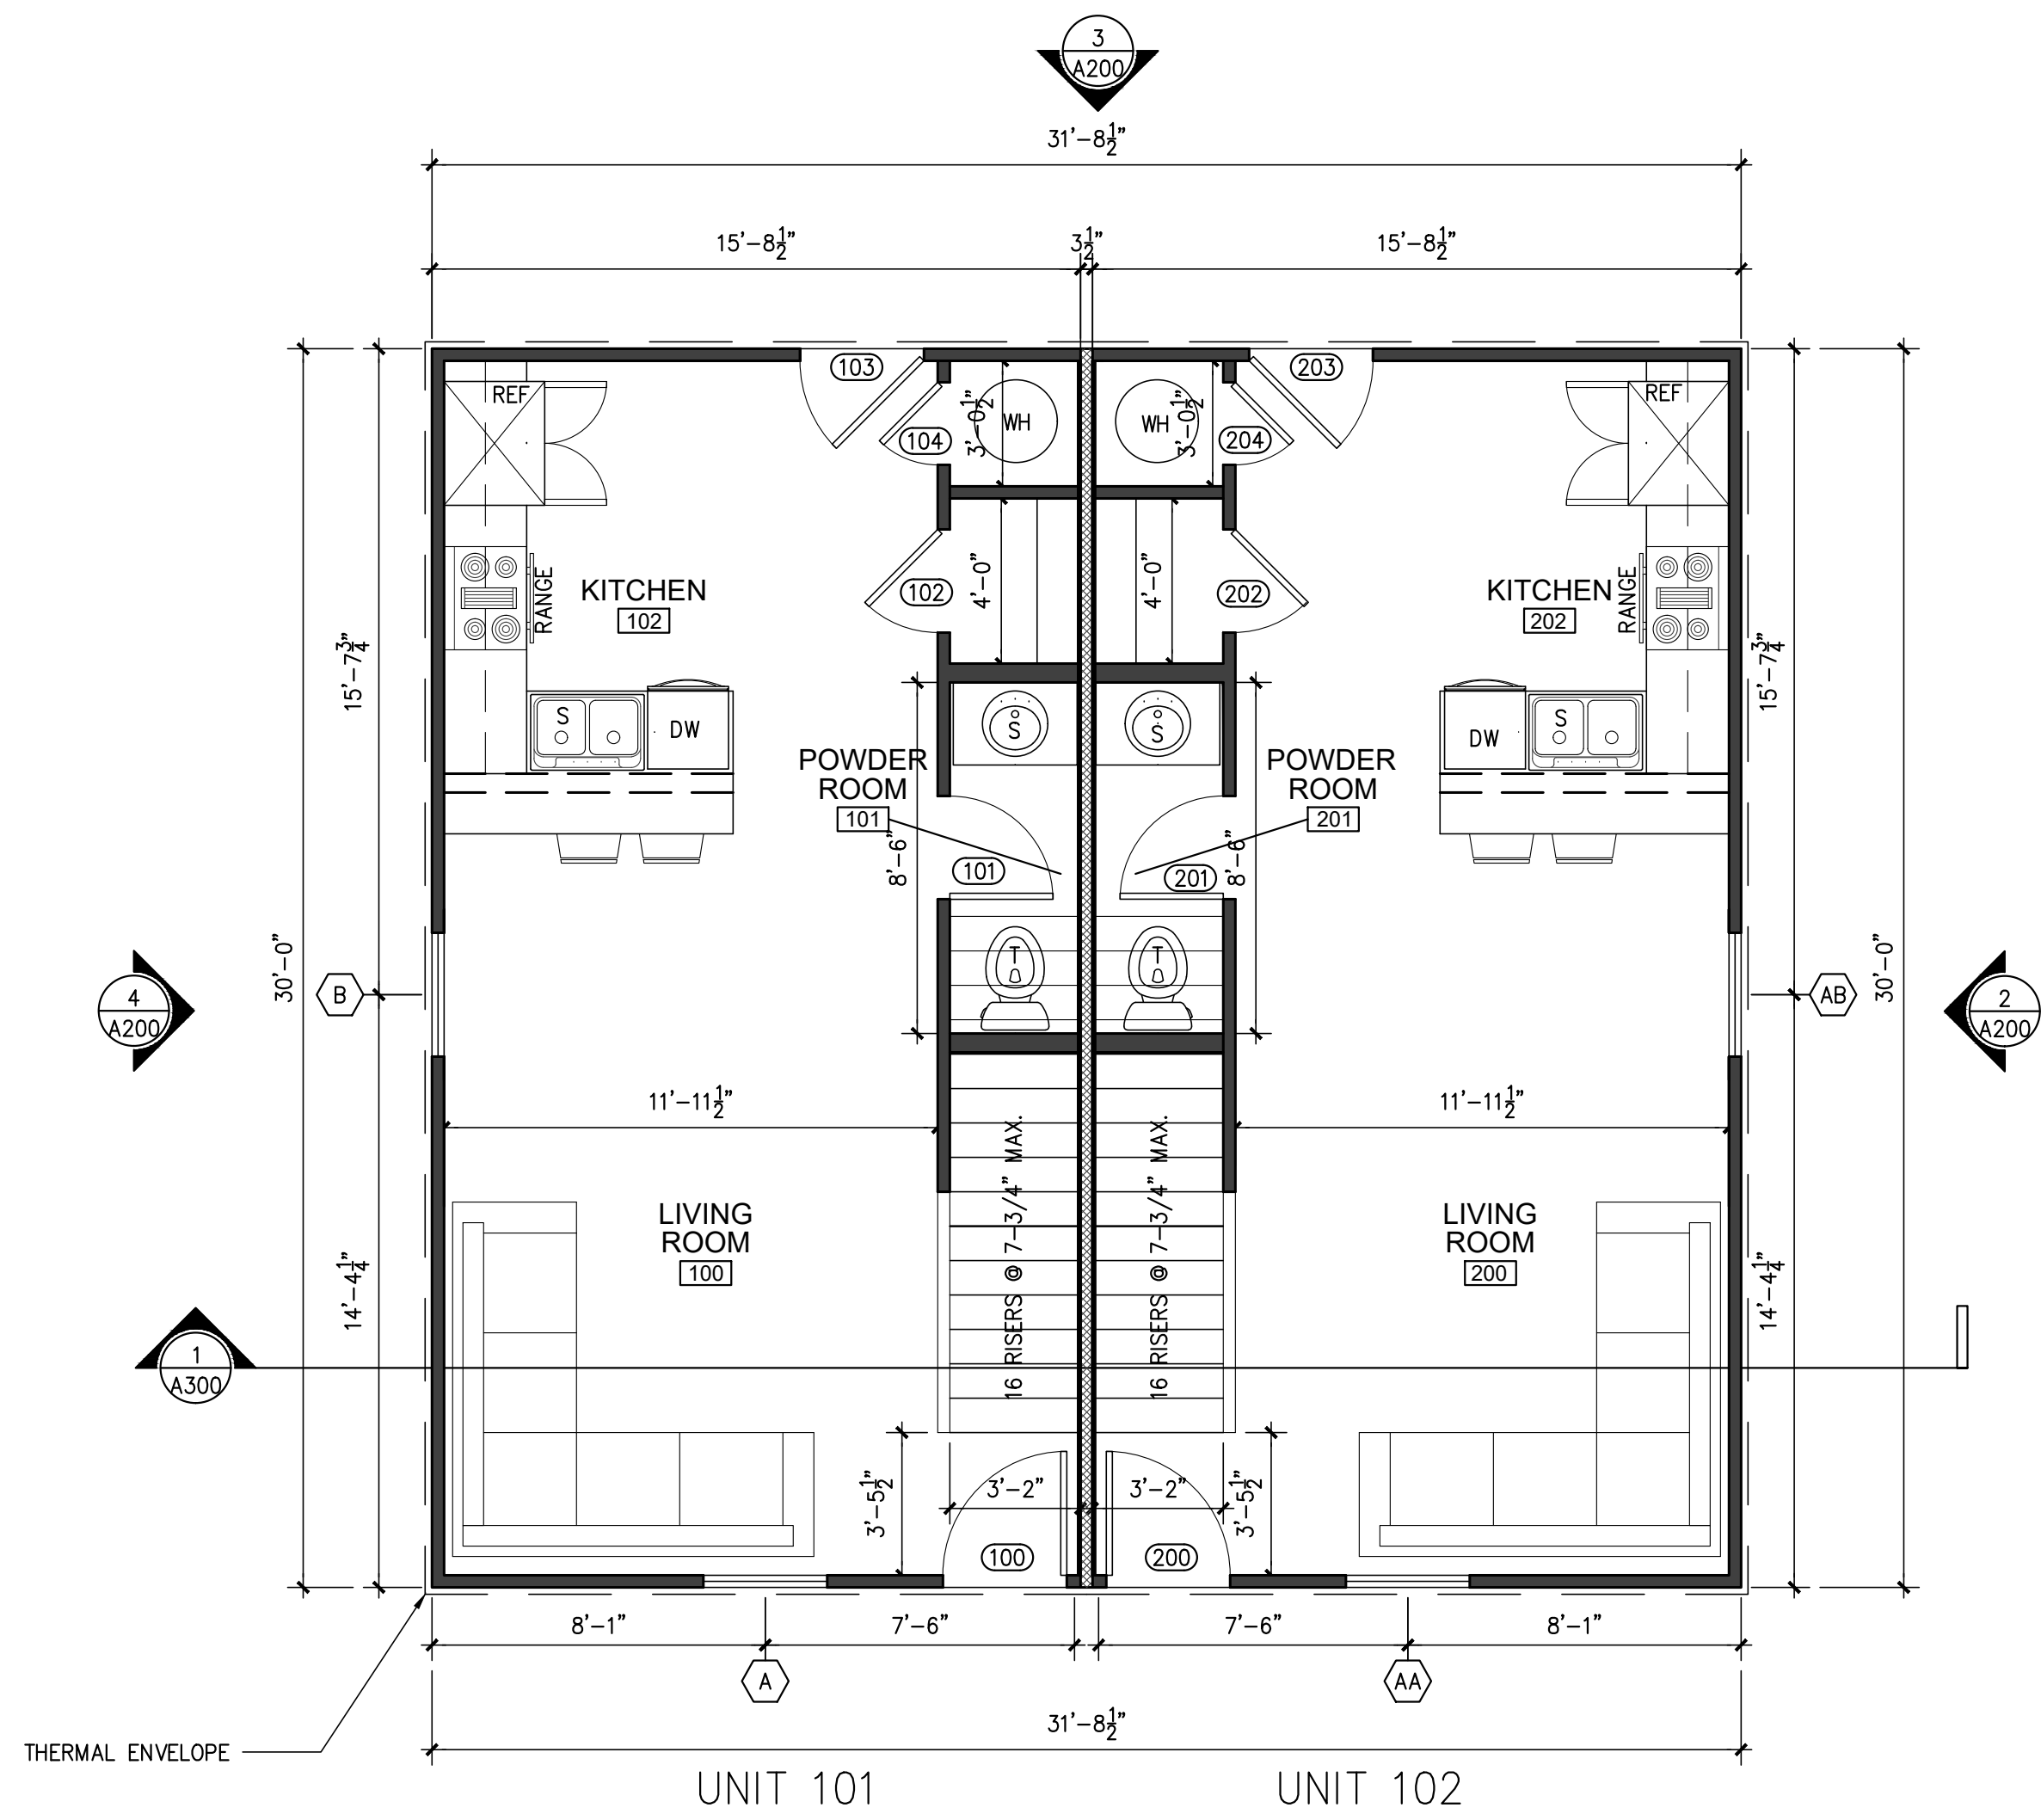 3
A200
31'-8½"
15'-8½" 3½" 15'-8½"
103 203
REF REF
104 3'-0½" WH WH 3'-0½" 204
RANGE KITCHEN 102 4'-0" 4'-0" 202 KITCHEN RANGE
102 202
15'-7¾" 15'-7¾"
S DW S S DW S
POWDER POWDER
ROOM ROOM
101 201
8'-6" 101 201 8'-6"
T T
30'-0" B AB 30'-0"
4 2
A200 A200
11'-11½" 11'-11½"
16 RISERS @ 7-3/4" MAX. 16 RISERS @ 7-3/4" MAX.
LIVING LIVING
ROOM ROOM
100 200
14'-4¼" 14'-4¼"
1
A300
3'-5½" 3'-2" 3'-2" 3'-5½"
100 200
8'-1" 7'-6" 7'-6" 8'-1"
A AA
31'-8½"
THERMAL ENVELOPE
UNIT 101 UNIT 102